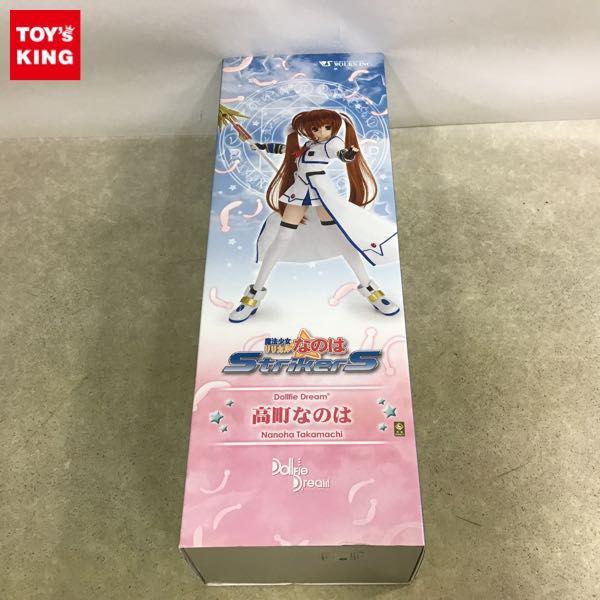 TOY's
KING
VOLKS INC.
魔法少女
リリカル
なのは
StrikerS
Dollfie Dream®
高町なのは
Nanoha Takamachi
Dollfie
Dream